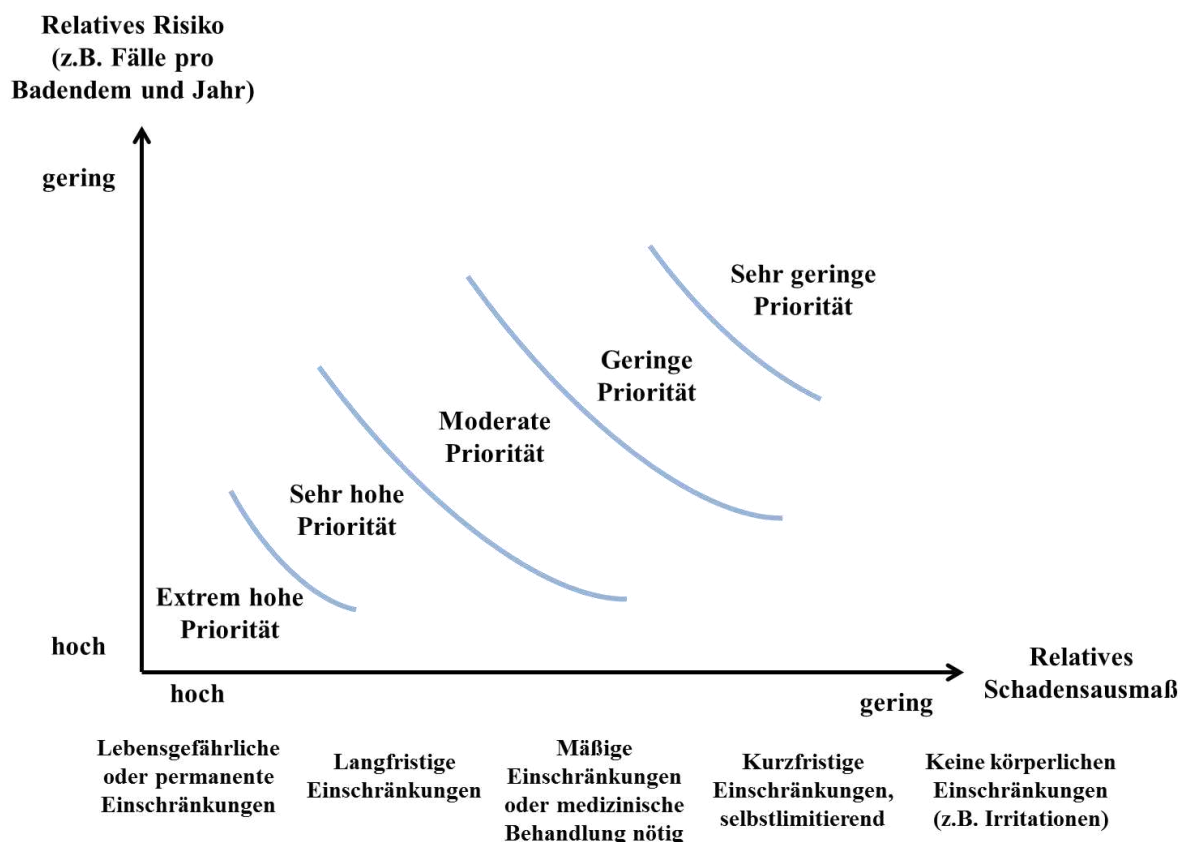 Relatives Risiko
(z.B. Fälle pro
Badendem und Jahr)
gering
Sehr geringe
Priorität
Geringe
Priorität
Moderate
Priorität
Sehr hohe
Priorität
Extrem hohe
Priorität
hoch
hoch
gering
Relatives
Schadensausmaß
Lebensgefährliche
oder permanente
Einschränkungen
Langfristige
Einschränkungen
Mäßige
Einschränkungen
oder medizinische
Behandlung nötig
Kurzfristige
Einschränkungen,
selbstlimitierend
Keine körperlichen
Einschränkungen
(z.B. Irritationen)